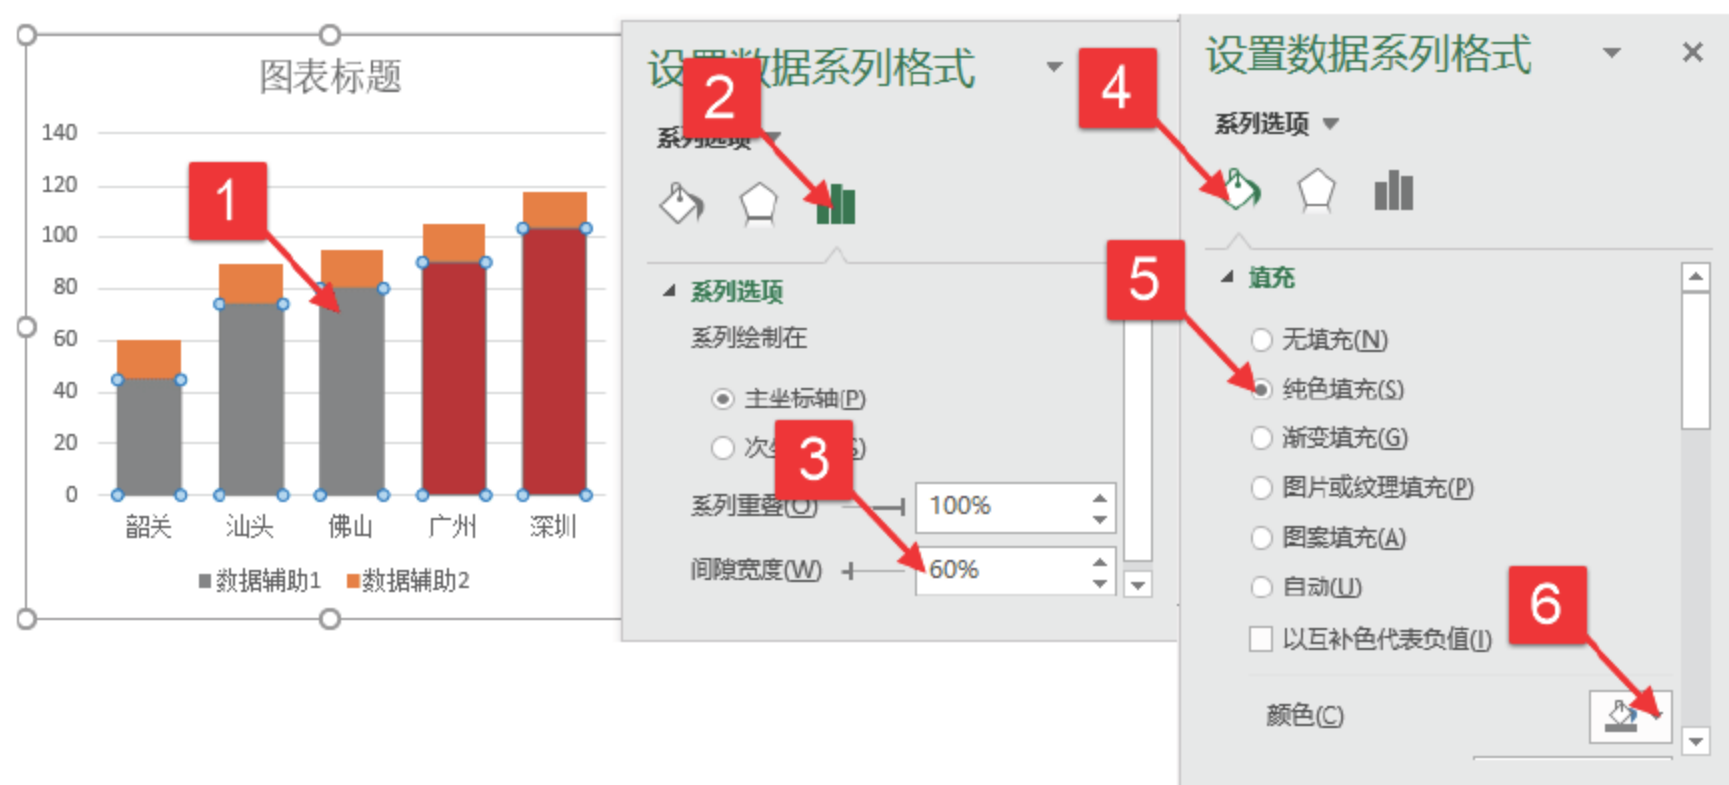 图表标题
140
120
100
80
60
40
20
0
韶关 汕头 佛山 广州 深圳
数据辅助1 数据辅助2
1
设 数据系列格式
2
系列选项
系列选项
系列绘制在
主坐标轴(P)
次
3
系列重叠(O) 100%
间隙宽度(W) 60%
设置数据系列格式
4
系列选项
5
填充
无填充(N)
纯色填充(S)
渐变填充(G)
图片或纹理填充(P)
图案填充(A)
自动(U)
以互补色代表负值(I)
6
颜色(C)